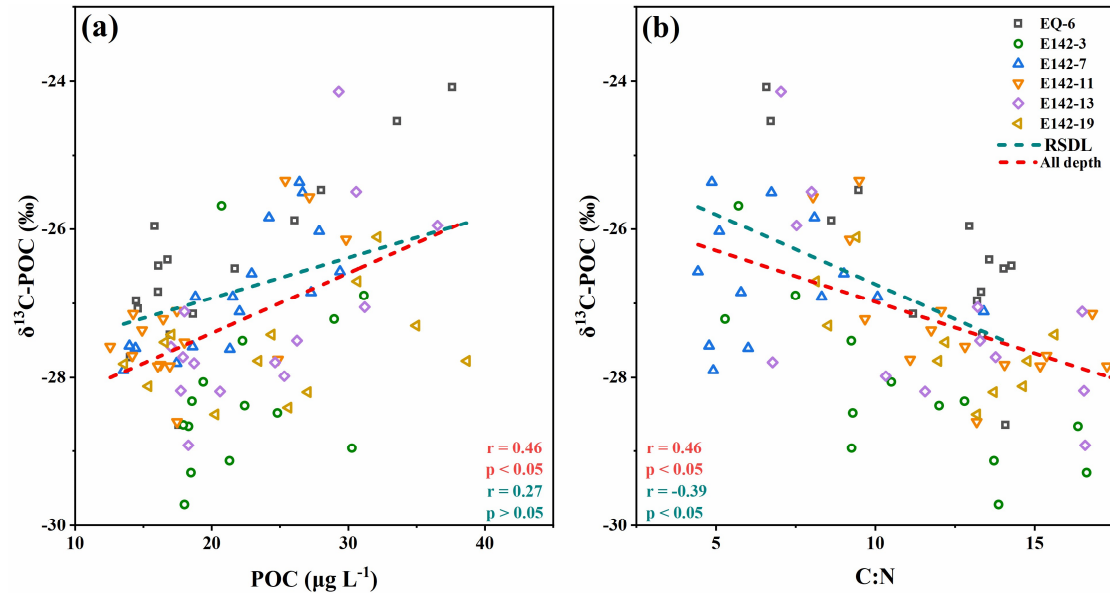 (a)
-24
-26
-28
-30
δ¹³C-POC (‰)
10 20 30 40
POC (µg L⁻¹)
r = 0.46
p < 0.05
r = 0.27
p > 0.05
(b)
EQ-6
E142-3
E142-7
E142-11
E142-13
E142-19
RSDL
All depth
-24
-26
-28
-30
δ¹³C-POC (‰)
5 10 15
C:N
r = 0.46
p < 0.05
r = -0.39
p < 0.05